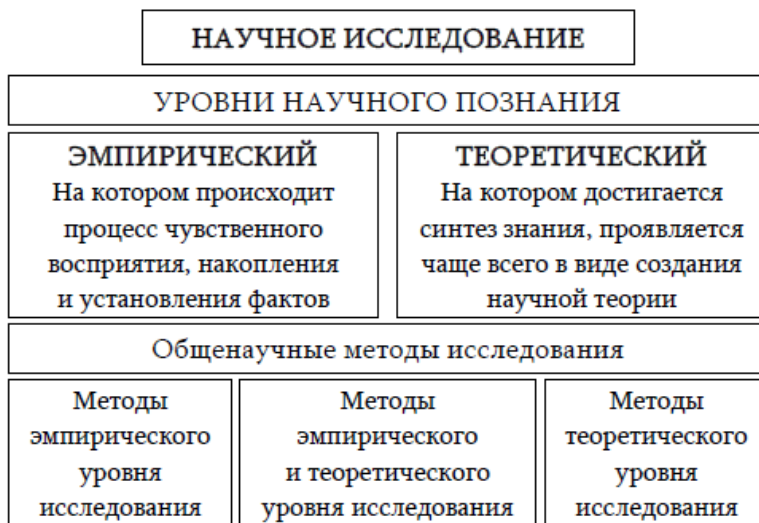 НАУЧНОЕ ИССЛЕДОВАНИЕ
УРОВНИ НАУЧНОГО ПОЗНАНИЯ
ЭМПИРИЧЕСКИЙ
На котором происходит
процесс чувственного
восприятия, накопления
и установления фактов
ТЕОРЕТИЧЕСКИЙ
На котором достигается
синтез знания, проявляется
чаще всего в виде создания
научной теории
Общенаучные методы исследования
Методы
эмпирического
уровня
исследования
Методы
эмпирического
и теоретического
уровня исследования
Методы
теоретического
уровня
исследования